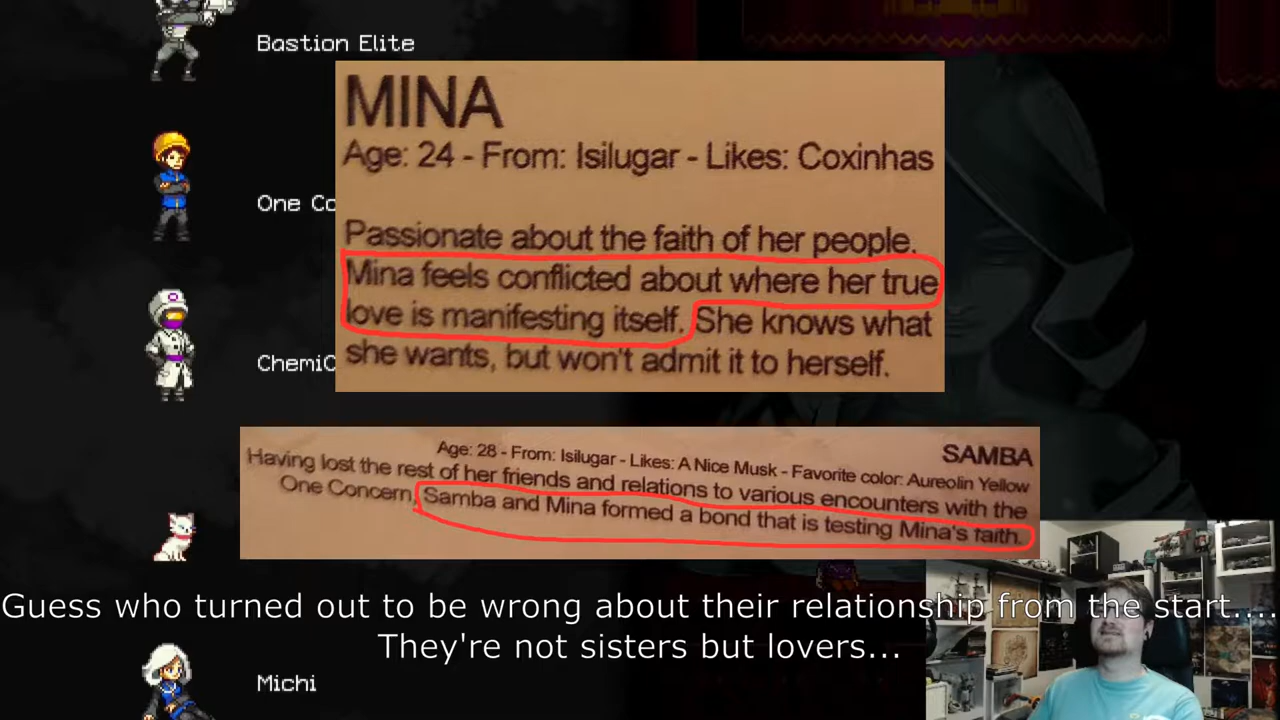 Bastion Elite
MINA
Age: 24 - From: Isilugar - Likes: Coxinhas
One Co
Passionate about the faith of her people.
Mina feels conflicted about where her true
love is manifesting itself. She knows what
she wants, but won't admit it to herself.
ChemiC
SAMBA
Age: 28 - From: Isilugar - Likes: A Nice Musk - Favorite color: Aureolin Yellow
Having lost the rest of her friends and relations to various encounters with the
One Concern, Samba and Mina formed a bond that is testing Mina's faith.
Guess who turned out to be wrong about their relationship from the start....
They're not sisters but lovers...
Michi